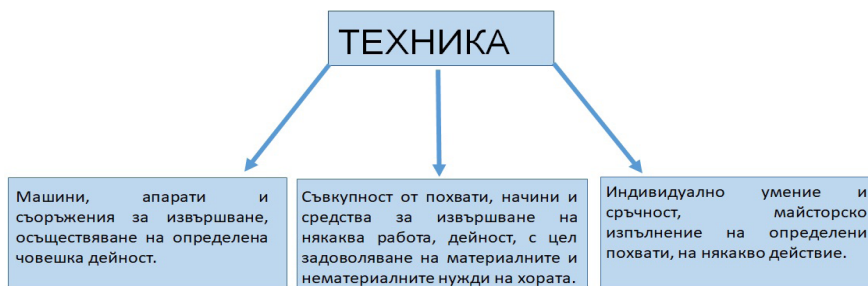 ТЕХНИКА
Машини, апарати и
съоръжения за извършване,
осъществяване на определена
човешка дейност.
Съвкупност от похвати, начини и
средства за извършване на
някаква работа, дейност, с цел
задоволяване на материалните и
нематериалните нужди на хората.
Индивидуално умение и
сръчност, майсторско
изпълнение на определени
похвати, на някакво действие.